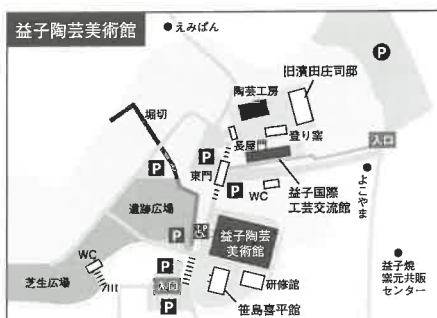 益子陶芸美術館
えみぱん
P
旧濱田庄司邸
陶芸工房
堀切
登り窯
長屋門
入口
P
東門
P
WC
益子国際
工芸交流館
よこやま
遺跡広場
P
益子陶芸
美術館
WC
益子焼
窯元共販
センター
芝生広場
P
研修館
入口
笹島喜平館
P